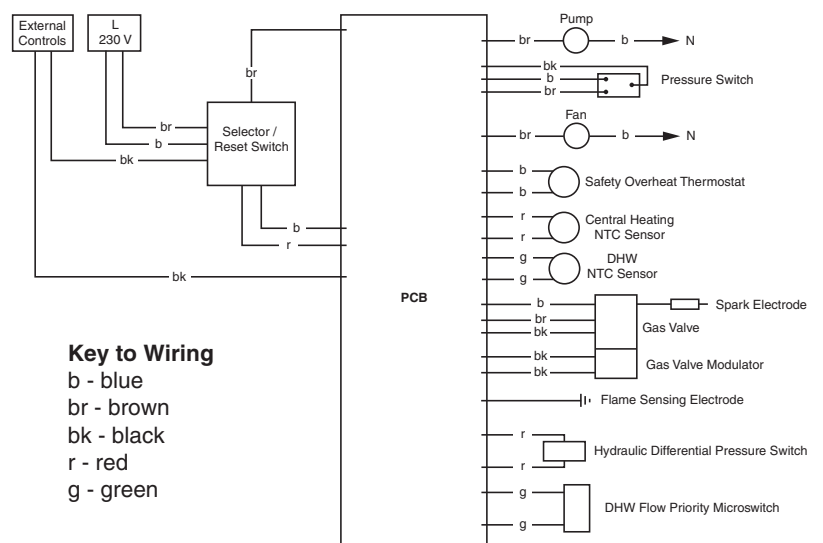 External
Controls
L
230 V
br
br
b
bk
Selector /
Reset Switch
b
r
bk
PCB
Key to Wiring
b - blue
br - brown
bk - black
r - red
g - green
Pump
br
b
N
bk
b
br
Pressure Switch
Fan
br
b
N
b
b
Safety Overheat Thermostat
r
r
Central Heating
NTC Sensor
g
g
DHW
NTC Sensor
b
br
bk
Spark Electrode
Gas Valve
bk
bk
Gas Valve Modulator
Flame Sensing Electrode
r
r
Hydraulic Differential Pressure Switch
g
g
DHW Flow Priority Microswitch